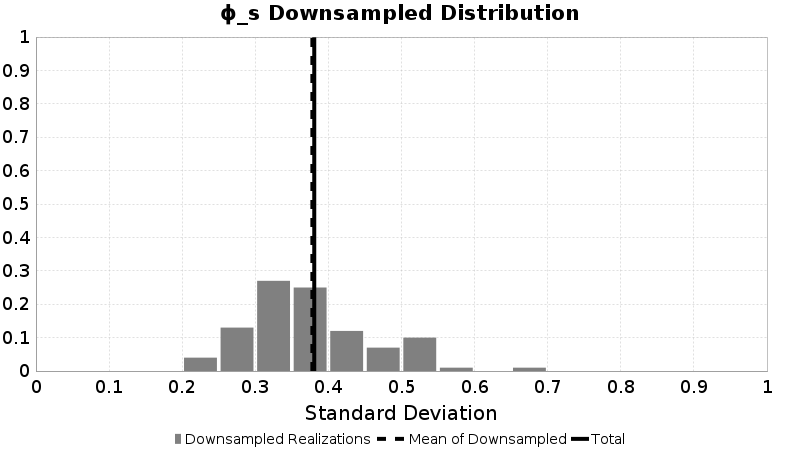 ϕ_s Downsampled Distribution
1
0.9
0.8
0.7
0.6
0.5
0.4
0.3
0.2
0.1
0
0 0.1 0.2 0.3 0.4 0.5 0.6 0.7 0.8 0.9 1
Standard Deviation
Downsampled Realizations Mean of Downsampled Total